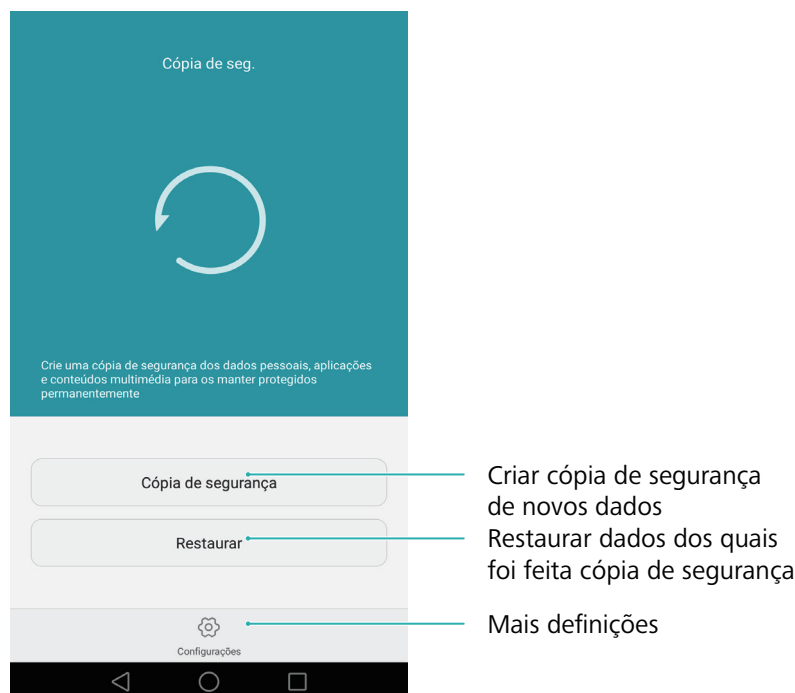 Cópia de seg.
Crie uma cópia de segurança dos dados pessoais, aplicações
e conteúdos multimédia para os manter protegidos
permanentemente
Cópia de segurança
Criar cópia de segurança
de novos dados
Restaurar
Restaurar dados dos quais
foi feita cópia de segurança
Configurações
Mais definições